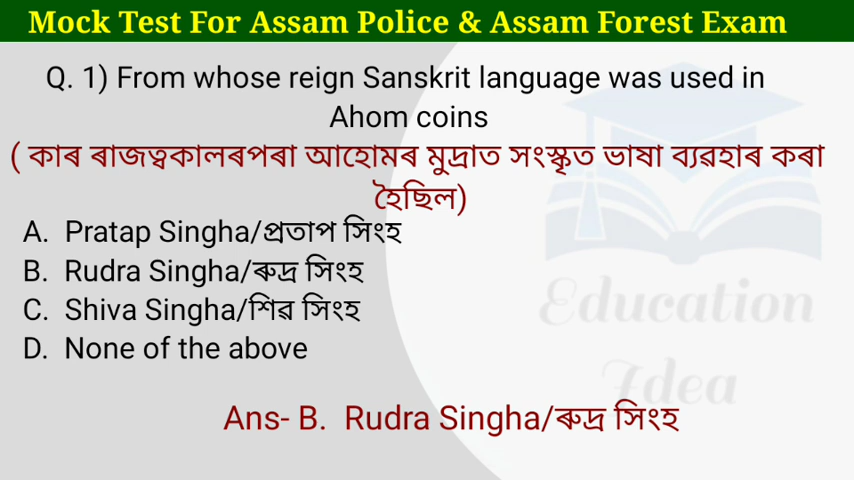 Mock Test For Assam Police & Assam Forest Exam
Q. 1) From whose reign Sanskrit language was used in
Ahom coins
( কাৰ ৰাজত্বকালৰপৰা আহোমৰ মুদ্ৰাত সংস্কৃত ভাষা ব্যৱহাৰ কৰা
হৈছিল)
A. Pratap Singha/প্ৰতাপ সিংহ
B. Rudra Singha/ৰুদ্ৰ সিংহ
C. Shiva Singha/শিৱ সিংহ
D. None of the above
Education
Idea
Ans- B. Rudra Singha/ৰুদ্ৰ সিংহ